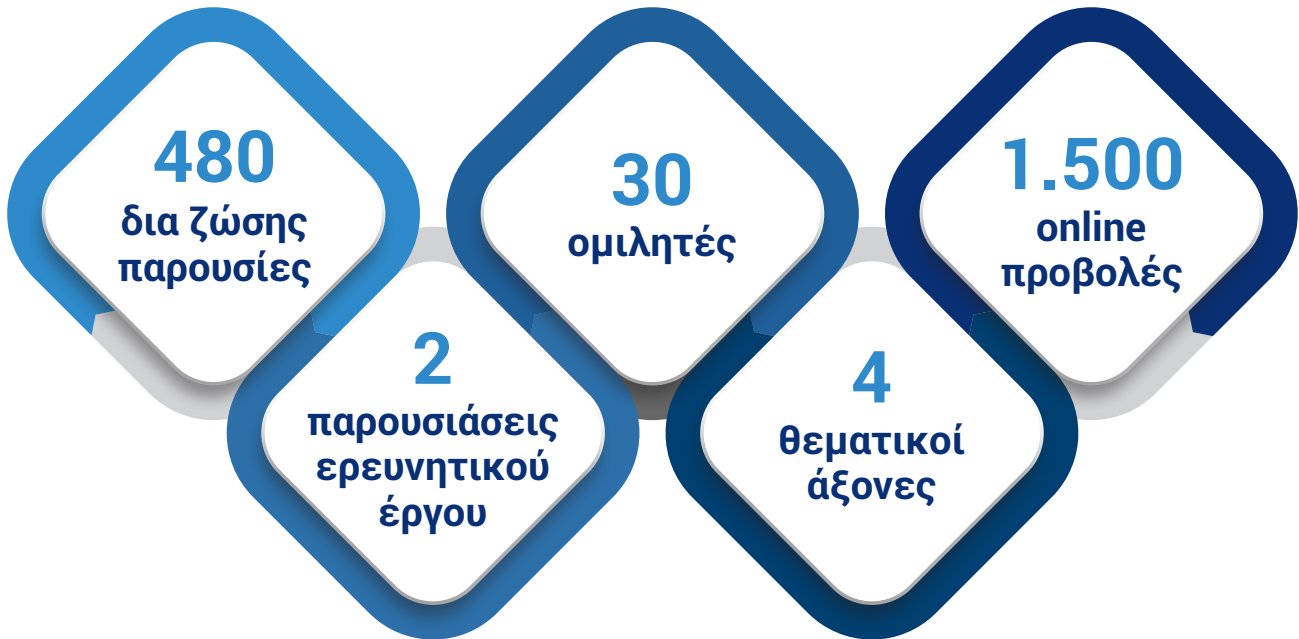 480
δια ζώσης
παρουσίες
2
παρουσιάσεις
ερευνητικού
έργου
30
ομιλητές
4
θεματικοί
άξονες
1.500
online
προβολές